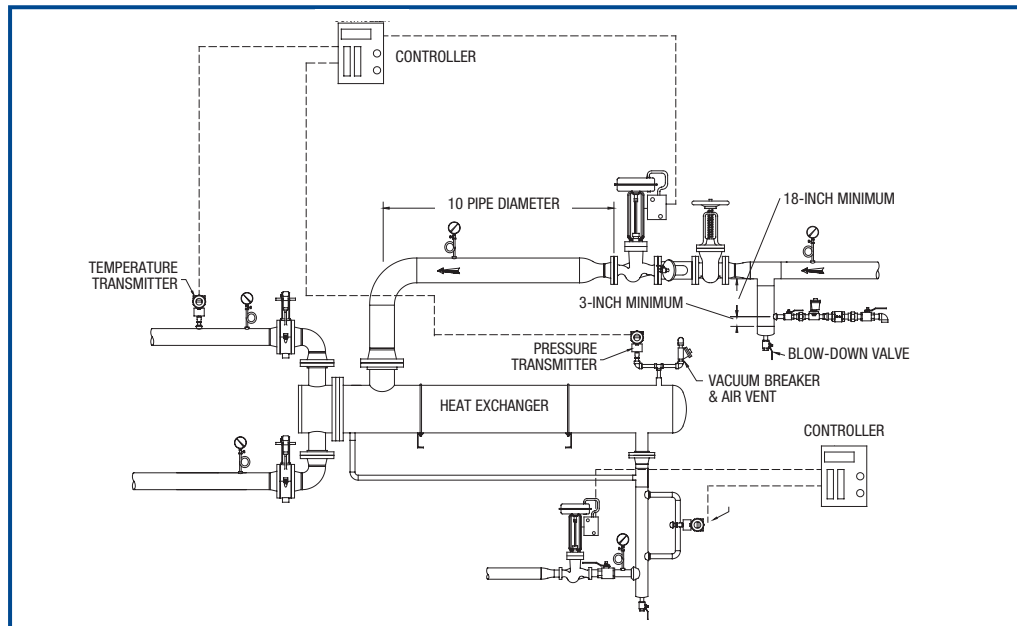 CONTROLLER
10 PIPE DIAMETER
18-INCH MINIMUM
TEMPERATURE
TRANSMITTER
3-INCH MINIMUM
PRESSURE
TRANSMITTER
BLOW-DOWN VALVE
VACUUM BREAKER
& AIR VENT
HEAT EXCHANGER
CONTROLLER